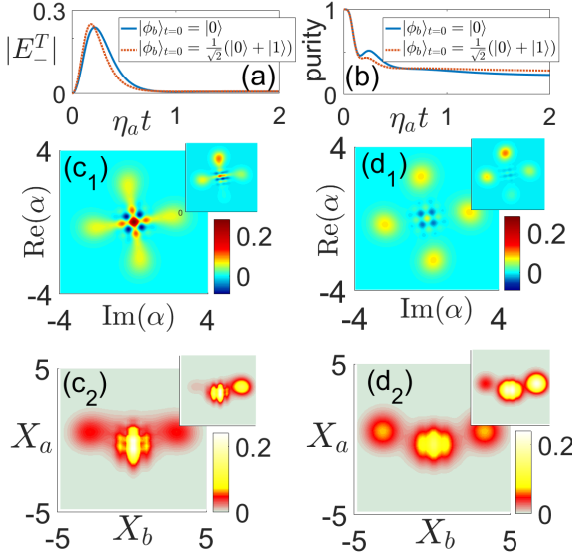 0.3
|E_-^T|
0
|ϕ_b⟩_{t=0} = |0⟩
|ϕ_b⟩_{t=0} = 1/√2(|0⟩ + |1⟩)
(a)
0 1 2
η_a t
1
purity
0
|ϕ_b⟩_{t=0} = |0⟩
|ϕ_b⟩_{t=0} = 1/√2(|0⟩ + |1⟩)
(b)
0 1 2
η_a t
4
(c_1)
Re(α)
0
0.2
0
-4
-4 4
Im(α)
4
(d_1)
Re(α)
0.2
0
-4
-4 4
Im(α)
5
(c_2)
X_a
0.2
0
-5
-5 5
X_b
5
(d_2)
X_a
0.2
0
-5
-5 5
X_b